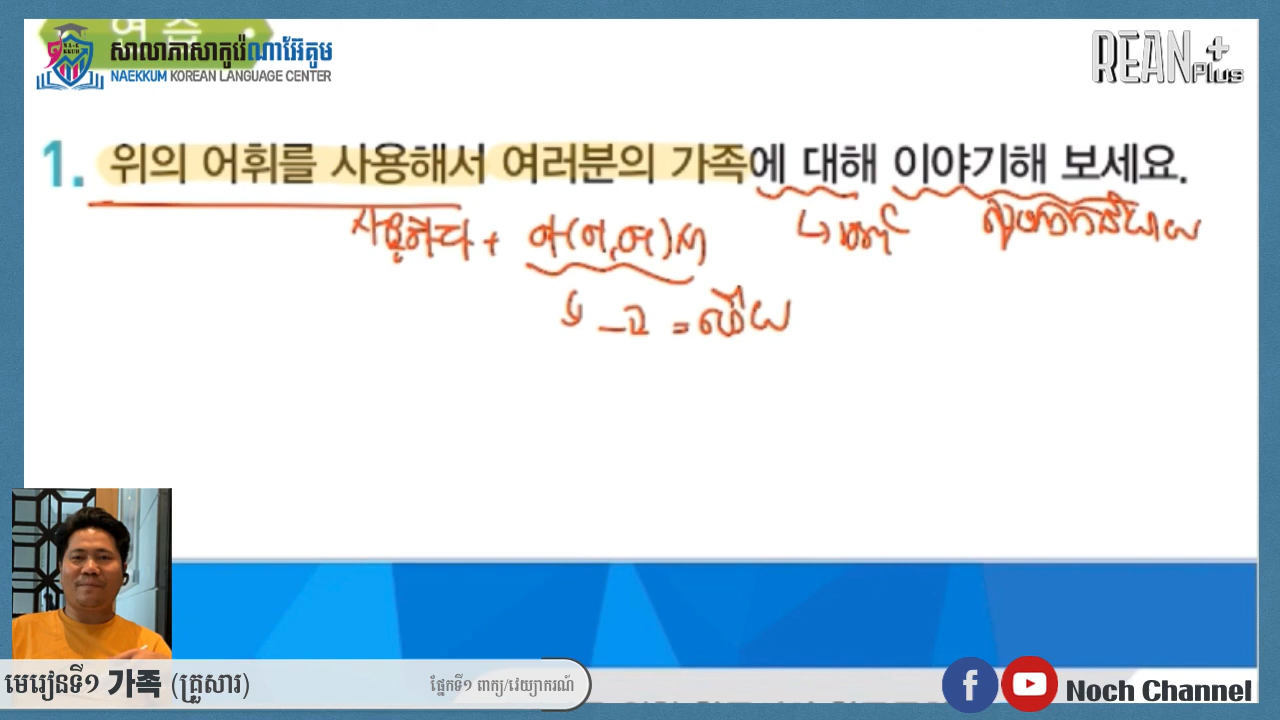 연 습
សាលាភាសាកូរ៉េណាអ៊ែគូម
NAEKKUM KOREAN LANGUAGE CENTER
REAN + Plus
1. 위의 어휘를 사용해서 여러분의 가족에 대해 이야기해 보세요.
사용하다 + 아(어,여)서
= ហើយ
មេរៀនទី១ 가족 (គ្រួសារ)
ផ្នែកទី១ ពាក្យ/វេយ្យាករណ៍
Noch Channel